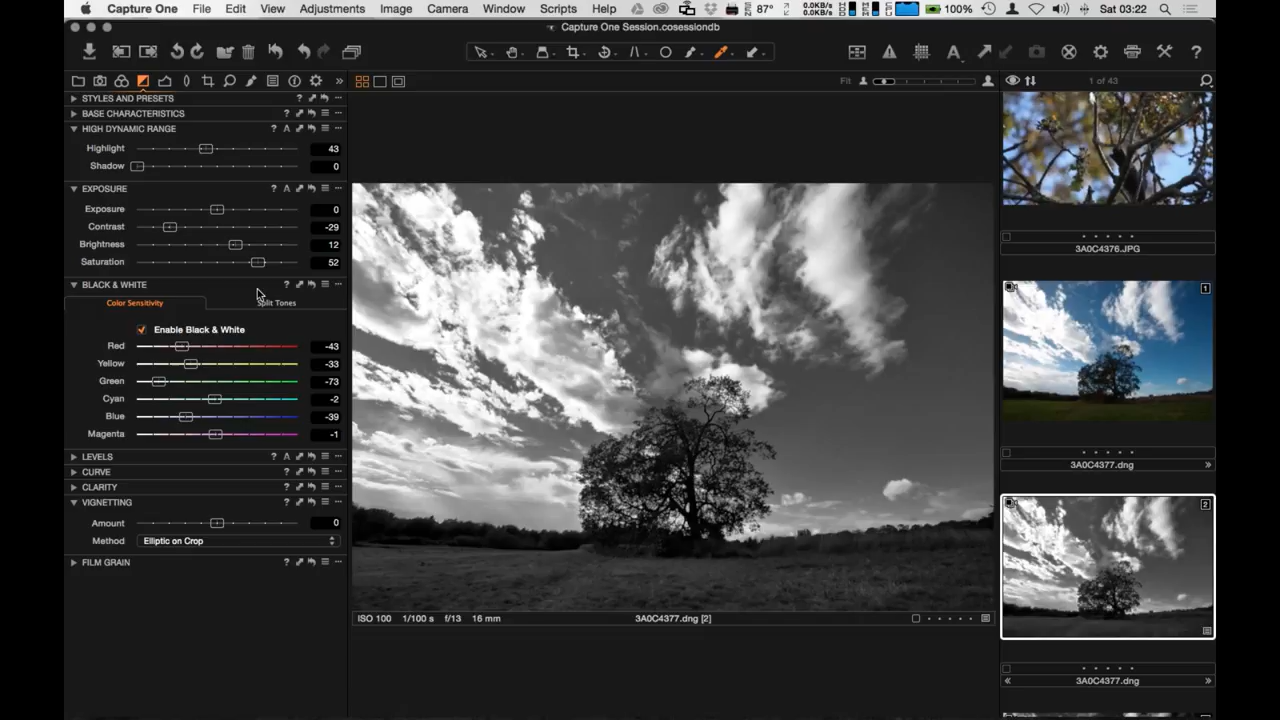 Capture One File Edit View Adjustments Image Camera Window Scripts Help 87° 0.0KB/s 0.0KB/s 100% Sat 03:22
Capture One Session.cosessiondb
Fit 1 of 43
STYLES AND PRESETS
BASE CHARACTERISTICS
HIGH DYNAMIC RANGE
Highlight 43
Shadow 0
EXPOSURE
Exposure 0
Contrast -29
Brightness 12
Saturation 52
BLACK & WHITE
Color Sensitivity Split Tones
Enable Black & White
Red -43
Yellow -33
Green -73
Cyan -2
Blue -39
Magenta -1
LEVELS
CURVE
CLARITY
VIGNETTING
Amount 0
Method Elliptic on Crop
FILM GRAIN
ISO 100 1/100 s f/13 16 mm 3A0C4377.dng [2]
3A0C4376.JPG
1
3A0C4377.dng
2
3A0C4377.dng